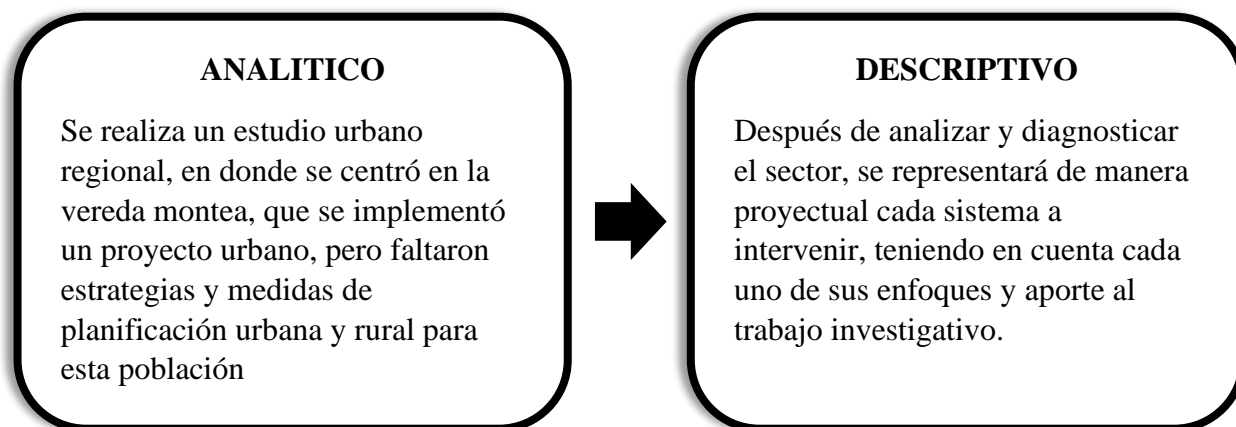 ANALITICO
Se realiza un estudio urbano
regional, en donde se centró en la
vereda montea, que se implementó
un proyecto urbano, pero faltaron
estrategias y medidas de
planificación urbana y rural para
esta población
DESCRIPTIVO
Después de analizar y diagnosticar
el sector, se representará de manera
proyectual cada sistema a
intervenir, teniendo en cuenta cada
uno de sus enfoques y aporte al
trabajo investigativo.